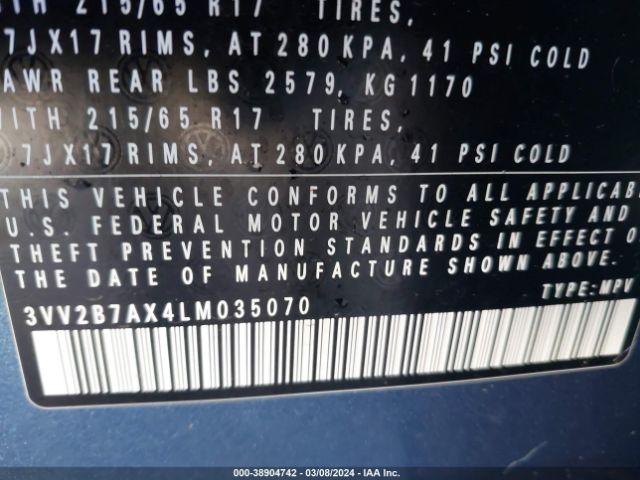 ITH 215/65 R17 TIRES,
7JX17 RIMS, AT 280 KPA, 41 PSI COLD
AWR REAR LBS 2579, KG 1170
ITH 215/65 R17 TIRES,
7JX17 RIMS, AT 280 KPA, 41 PSI COLD
THIS VEHICLE CONFORMS TO ALL APPLICAB
U.S. FEDERAL MOTOR VEHICLE SAFETY AND
THEFT PREVENTION STANDARDS IN EFFECT O
THE DATE OF MANUFACTURE SHOWN ABOVE.
TYPE: MPV
3VV2B7AX4LM035070
000-38904742 — 03/08/2024 — IAA Inc.